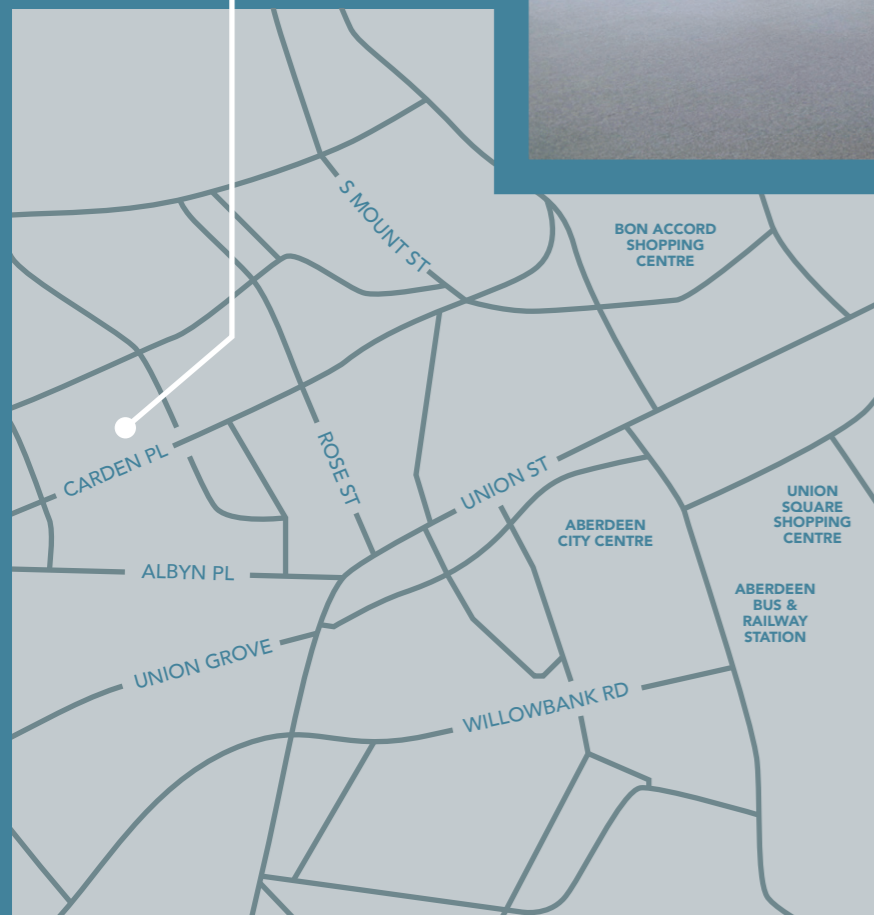 S MOUNT ST
BON ACCORD
SHOPPING
CENTRE
CARDEN PL
ROSE ST
UNION ST
UNION
SQUARE
SHOPPING
CENTRE
ABERDEEN
CITY CENTRE
ALBYN PL
ABERDEEN
BUS &
RAILWAY
STATION
UNION GROVE
WILLOWBANK RD